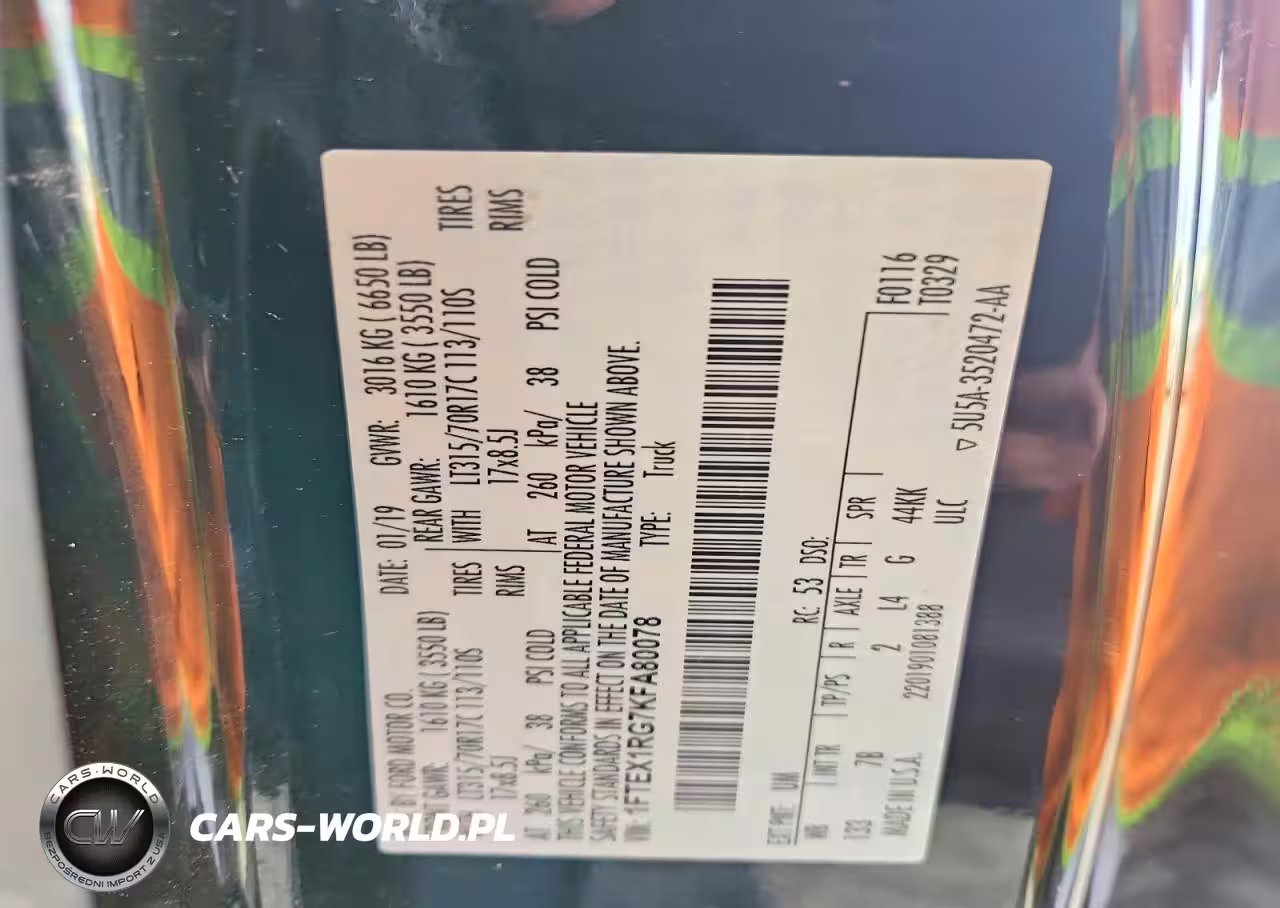 BY FORD MOTOR CO. DATE: 01/19 GVWR: 3016 KG ( 6650 LB)
GAWR: 1610 KG ( 3550 LB) REAR GAWR: 1610 KG ( 3550 LB)
LT315/70R17C 113/110S TIRES WITH LT315/70R17C 113/110S TIRES
17x8.5J RIMS 17x8.5J RIMS
AT 260 kPa/ 38 PSI COLD AT 260 kPa/ 38 PSI COLD
THIS VEHICLE CONFORMS TO ALL APPLICABLE FEDERAL MOTOR VEHICLE
SAFETY STANDARDS IN EFFECT ON THE DATE OF MANUFACTURE SHOWN ABOVE.
VIN: 1FTEX1RG7KFA80078 TYPE: Truck
EXT PNT: UM RC: 53 DSO:
WB INT TR TP/PS R AXLE TR SPR F0116
133 7B 2 L4 G 44KK T0329
MADE IN U.S.A. ULC
2201901081388
▽ 5U5A-3520472-AA
CARS-WORLD
CW
BEZPOŚREDNI IMPORT Z USA
CARS-WORLD.PL